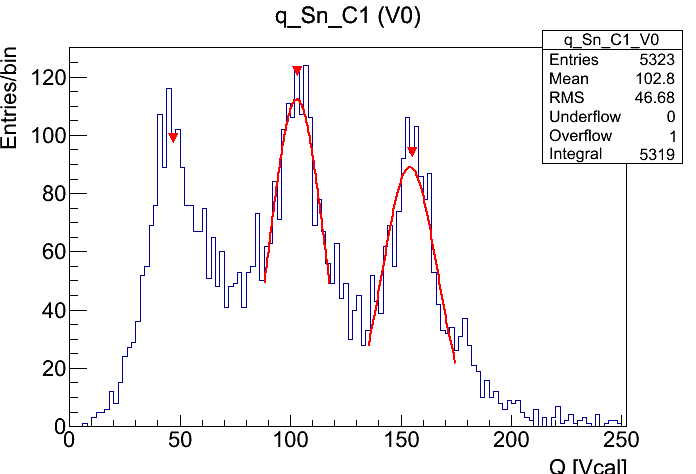 q_Sn_C1 (V0)
Entries/bin
q_Sn_C1_V0
Entries 5323
Mean 102.8
RMS 46.68
Underflow 0
Overflow 1
Integral 5319
120
100
80
60
40
20
0
0 50 100 150 200 250
Q [Vcal]